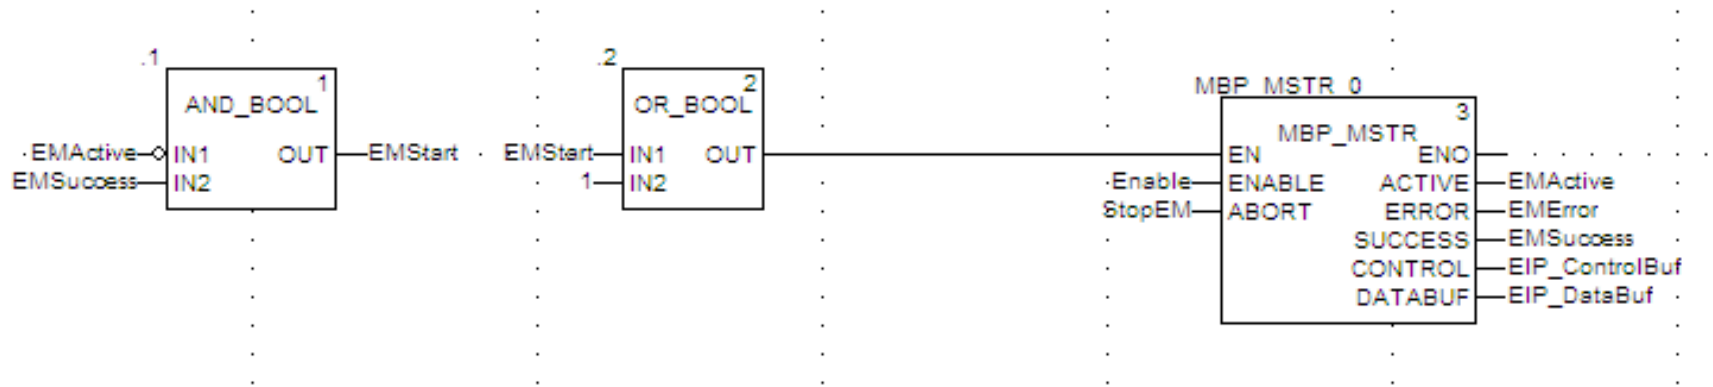 .1
1
AND_BOOL
EMActive IN1 OUT EMStart
EMSuccess IN2
.2
2
OR_BOOL
EMStart IN1 OUT
1 IN2
MBP_MSTR_0
3
MBP_MSTR
EN ENO
Enable ENABLE ACTIVE EMActive
StopEM ABORT ERROR EMError
SUCCESS EMSuccess
CONTROL EIP_ControlBuf
DATABUF EIP_DataBuf